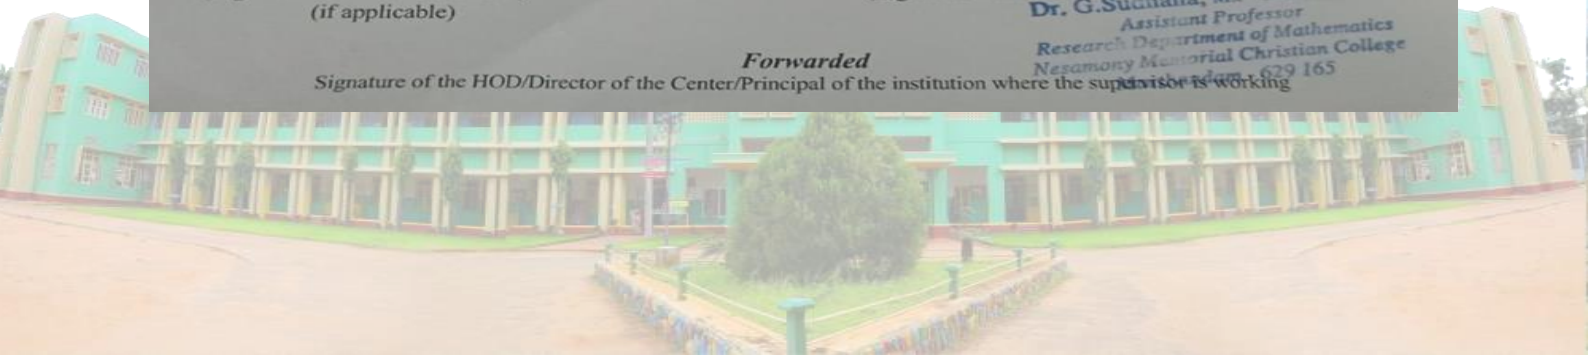 (if applicable)
Dr. G.Sudhana,
Assistant Professor
Research Department of Mathematics
Nesamony Memorial Christian College
629 165
Forwarded
Signature of the HOD/Director of the Center/Principal of the institution where the supervisor is working